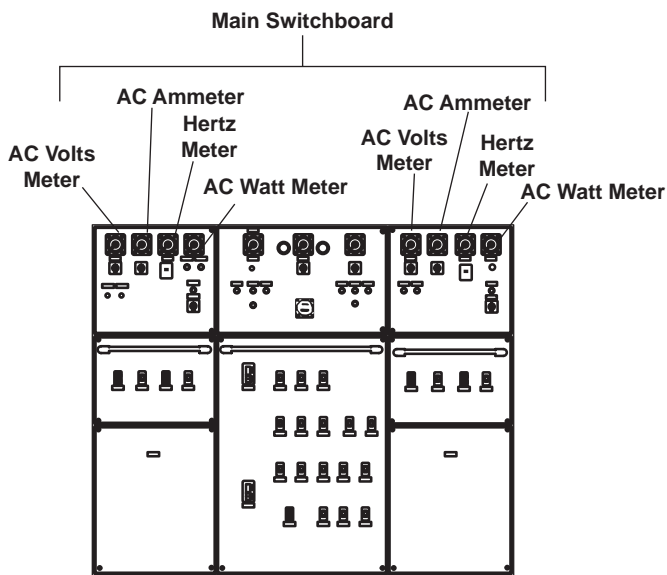 Main Switchboard
AC Ammeter
Hertz
Meter
AC Volts
Meter
AC Watt Meter
AC Ammeter
AC Volts
Meter
Hertz
Meter
AC Watt Meter